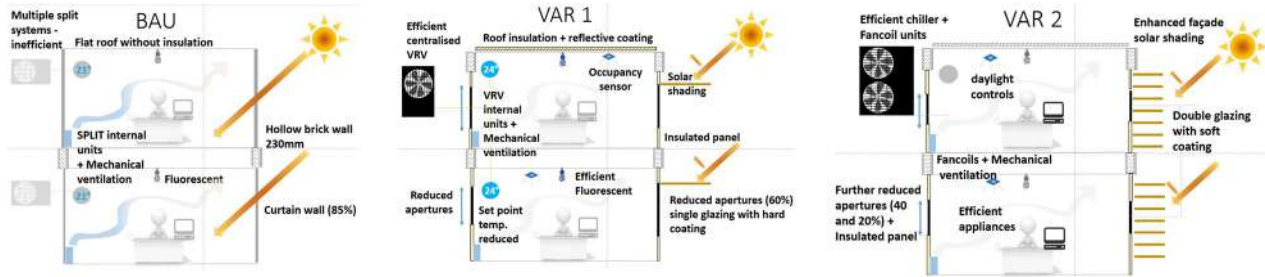 BAU
Multiple split
systems -
inefficient
Flat roof without insulation
23°
SPLIT internal
units
+ Mechanical
ventilation
Hollow brick wall
230mm
Fluorescent
23°
Curtain wall (85%)
VAR 1
Efficient
centralised
VRV
Roof insulation + reflective coating
24°
Occupancy
sensor
Solar
shading
VRV
internal
units +
Mechanical
ventilation
Insulated panel
Efficient
Fluorescent
24°
Reduced
apertures
Set point
temp.
reduced
Reduced apertures (60%)
single glazing with hard
coating
VAR 2
Efficient chiller +
Fancoil units
Enhanced façade
solar shading
daylight
controls
Double glazing
with soft
coating
Fancoils + Mechanical
ventilation
Further reduced
apertures (40
and 20%) +
Insulated panel
Efficient
appliances